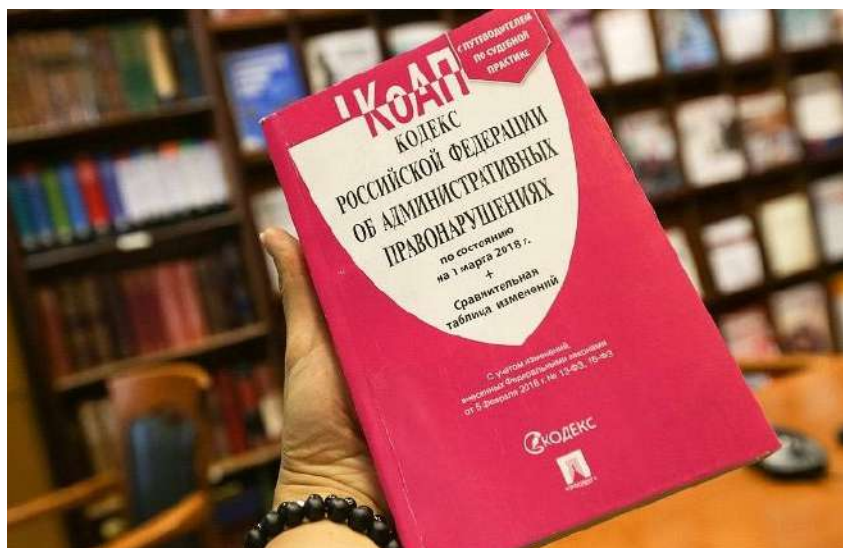 КоАП
с путеводителем
по судебной
практике
КОДЕКС
РОССИЙСКОЙ ФЕДЕРАЦИИ
ОБ АДМИНИСТРАТИВНЫХ
ПРАВОНАРУШЕНИЯХ
по состоянию
на 1 марта 2018 г.
+
Сравнительная
таблица изменений
С учетом изменений,
внесенных Федеральными законами
от 5 февраля 2018 г. № 13-ФЗ, 15-ФЗ
КОДЕКС
ПРОСПЕКТ